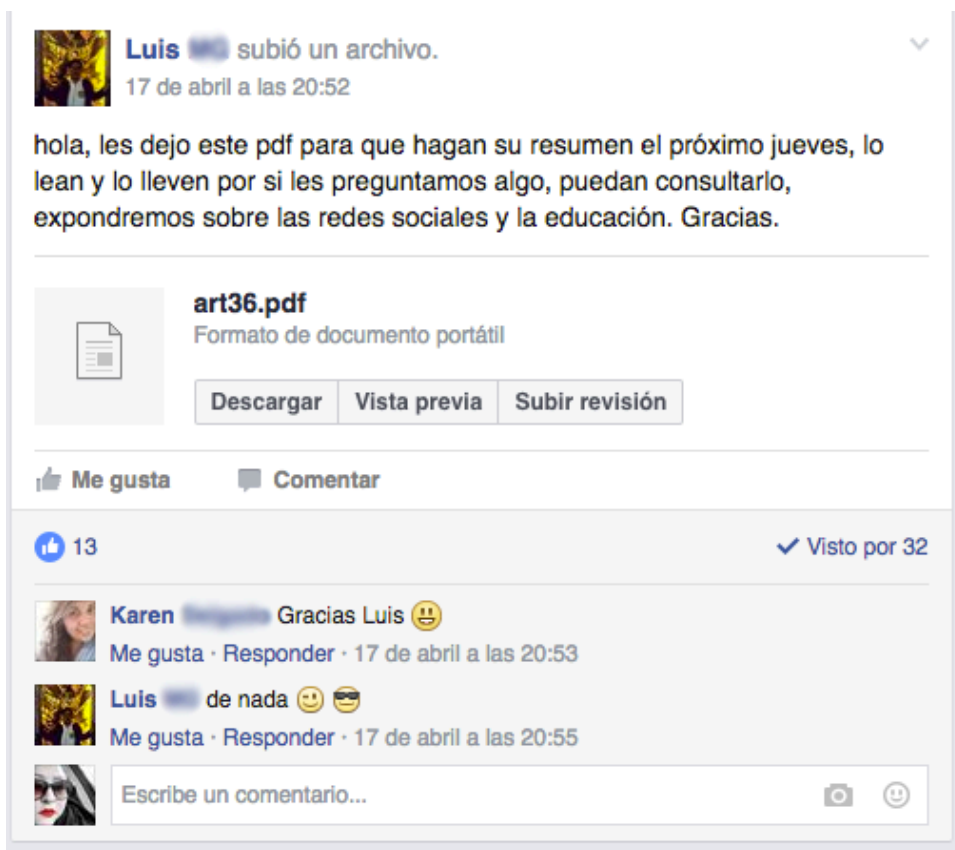 Luis subió un archivo.
17 de abril a las 20:52
hola, les dejo este pdf para que hagan su resumen el próximo jueves, lo
lean y lo lleven por si les preguntamos algo, puedan consultarlo,
expondremos sobre las redes sociales y la educación. Gracias.
art36.pdf
Formato de documento portátil
Descargar Vista previa Subir revisión
Me gusta Comentar
13 Visto por 32
Karen Gracias Luis
Me gusta · Responder · 17 de abril a las 20:53
Luis de nada
Me gusta · Responder · 17 de abril a las 20:55
Escribe un comentario...